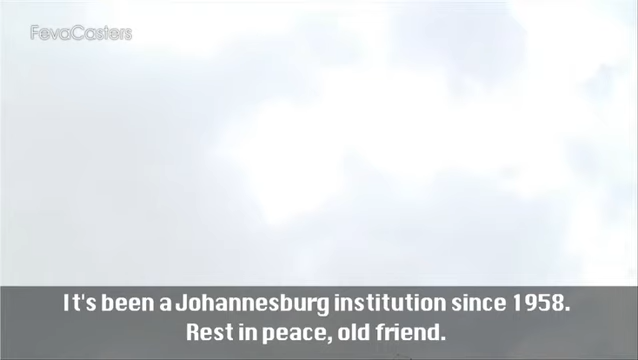 FevaCasters
It's been a Johannesburg institution since 1958.
Rest in peace, old friend.